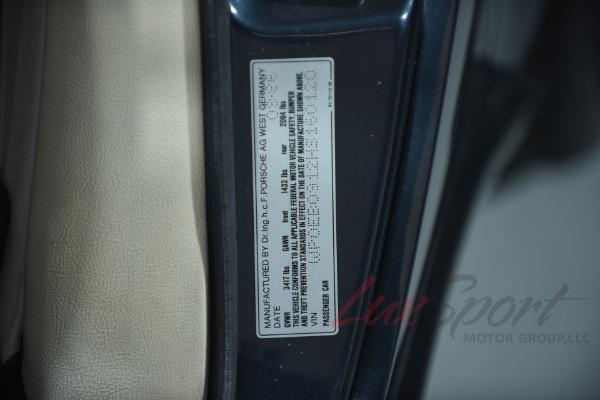 MANUFACTURED BY Dr.Ing.h.c.F.PORSCHE AG WEST GERMANY
DATE
GVWR 3417 lbs GAWR front 1433 lbs rear 2094 lbs
THIS VEHICLE CONFORMS TO ALL APPLICABLE FEDERAL MOTOR VEHICLE SAFETY, BUMPER
AND THEFT PREVENTION STANDARDS IN EFFECT ON THE DATE OF MANUFACTURE SHOWN ABOVE.
VIN
PASSENGER CAR
Lux Sport
MOTOR GROUP,LLC